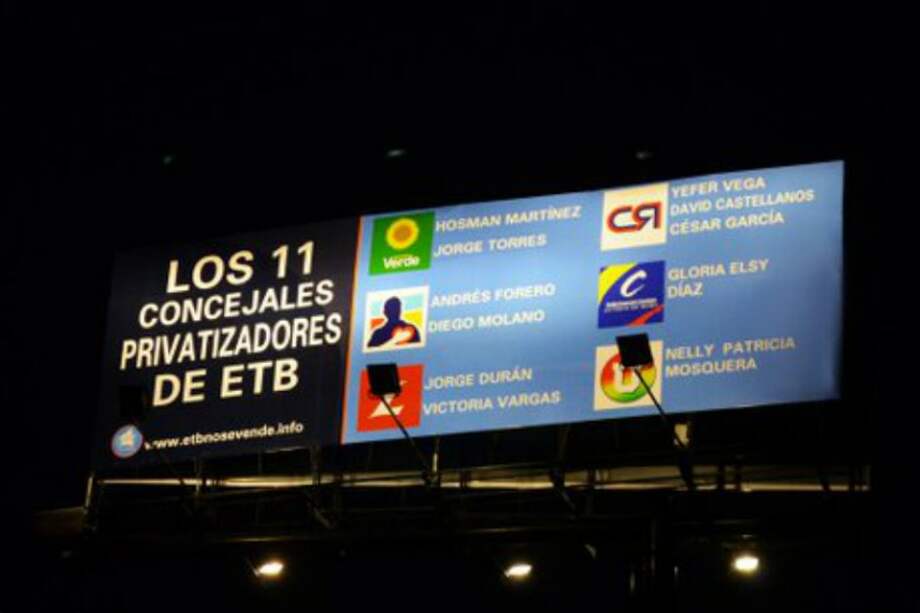 LOS 11
CONCEJALES
PRIVATIZADORES
DE ETB
www.etbnosevende.info
Verde
HOSMAN MARTÍNEZ
JORGE TORRES
ANDRÉS FORERO
DIEGO MOLANO
JORGE DURÁN
VICTORIA VARGAS
CR
YEFER VEGA
DAVID CASTELLANOS
CÉSAR GARCÍA
C
GLORIA ELSY
DÍAZ
NELLY PATRICIA
MOSQUERA